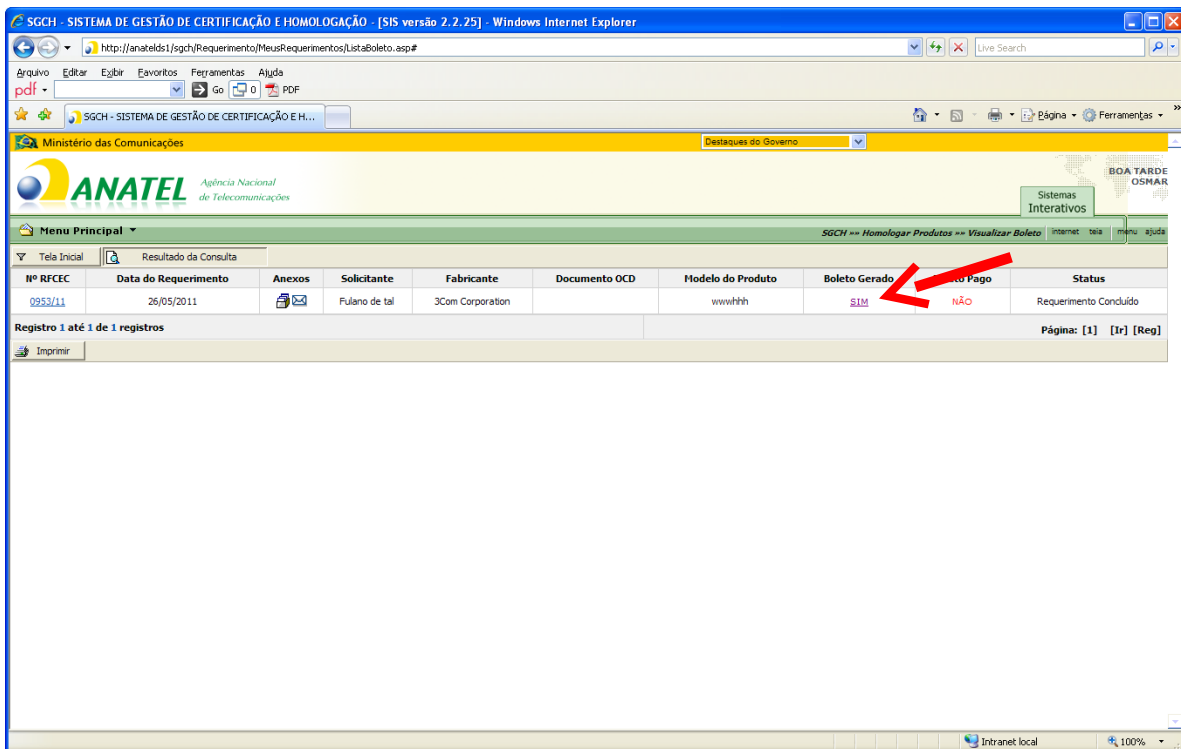 SGCH - SISTEMA DE GESTÃO DE CERTIFICAÇÃO E HOMOLOGAÇÃO - [SIS versão 2.2.25] - Windows Internet Explorer
http://anatelds1/sgch/Requerimento/MeusRequerimentos/ListaBoleto.asp#
Live Search
Arquivo Editar Exibir Favoritos Ferramentas Ajuda
pdf Go 0 PDF
SGCH - SISTEMA DE GESTÃO DE CERTIFICAÇÃO E H...
Página Ferramentas »
Ministério das Comunicações Destaques do Governo
BOA TARDE
OSMAR
ANATEL
Agência Nacional
de Telecomunicações
Sistemas
Interativos
Menu Principal SGCH »» Homologar Produtos »» Visualizar Boleto internet teia menu ajuda
Tela Inicial Resultado da Consulta
Nº RFCEC Data do Requerimento Anexos Solicitante Fabricante Documento OCD Modelo do Produto Boleto Gerado Pago Status
0953/11 26/05/2011 Fulano de tal 3Com Corporation wwwhhh SIM NÃO Requerimento Concluído
Registro 1 até 1 de 1 registros Página: [1] [Ir] [Reg]
Imprimir
Intranet local 100%